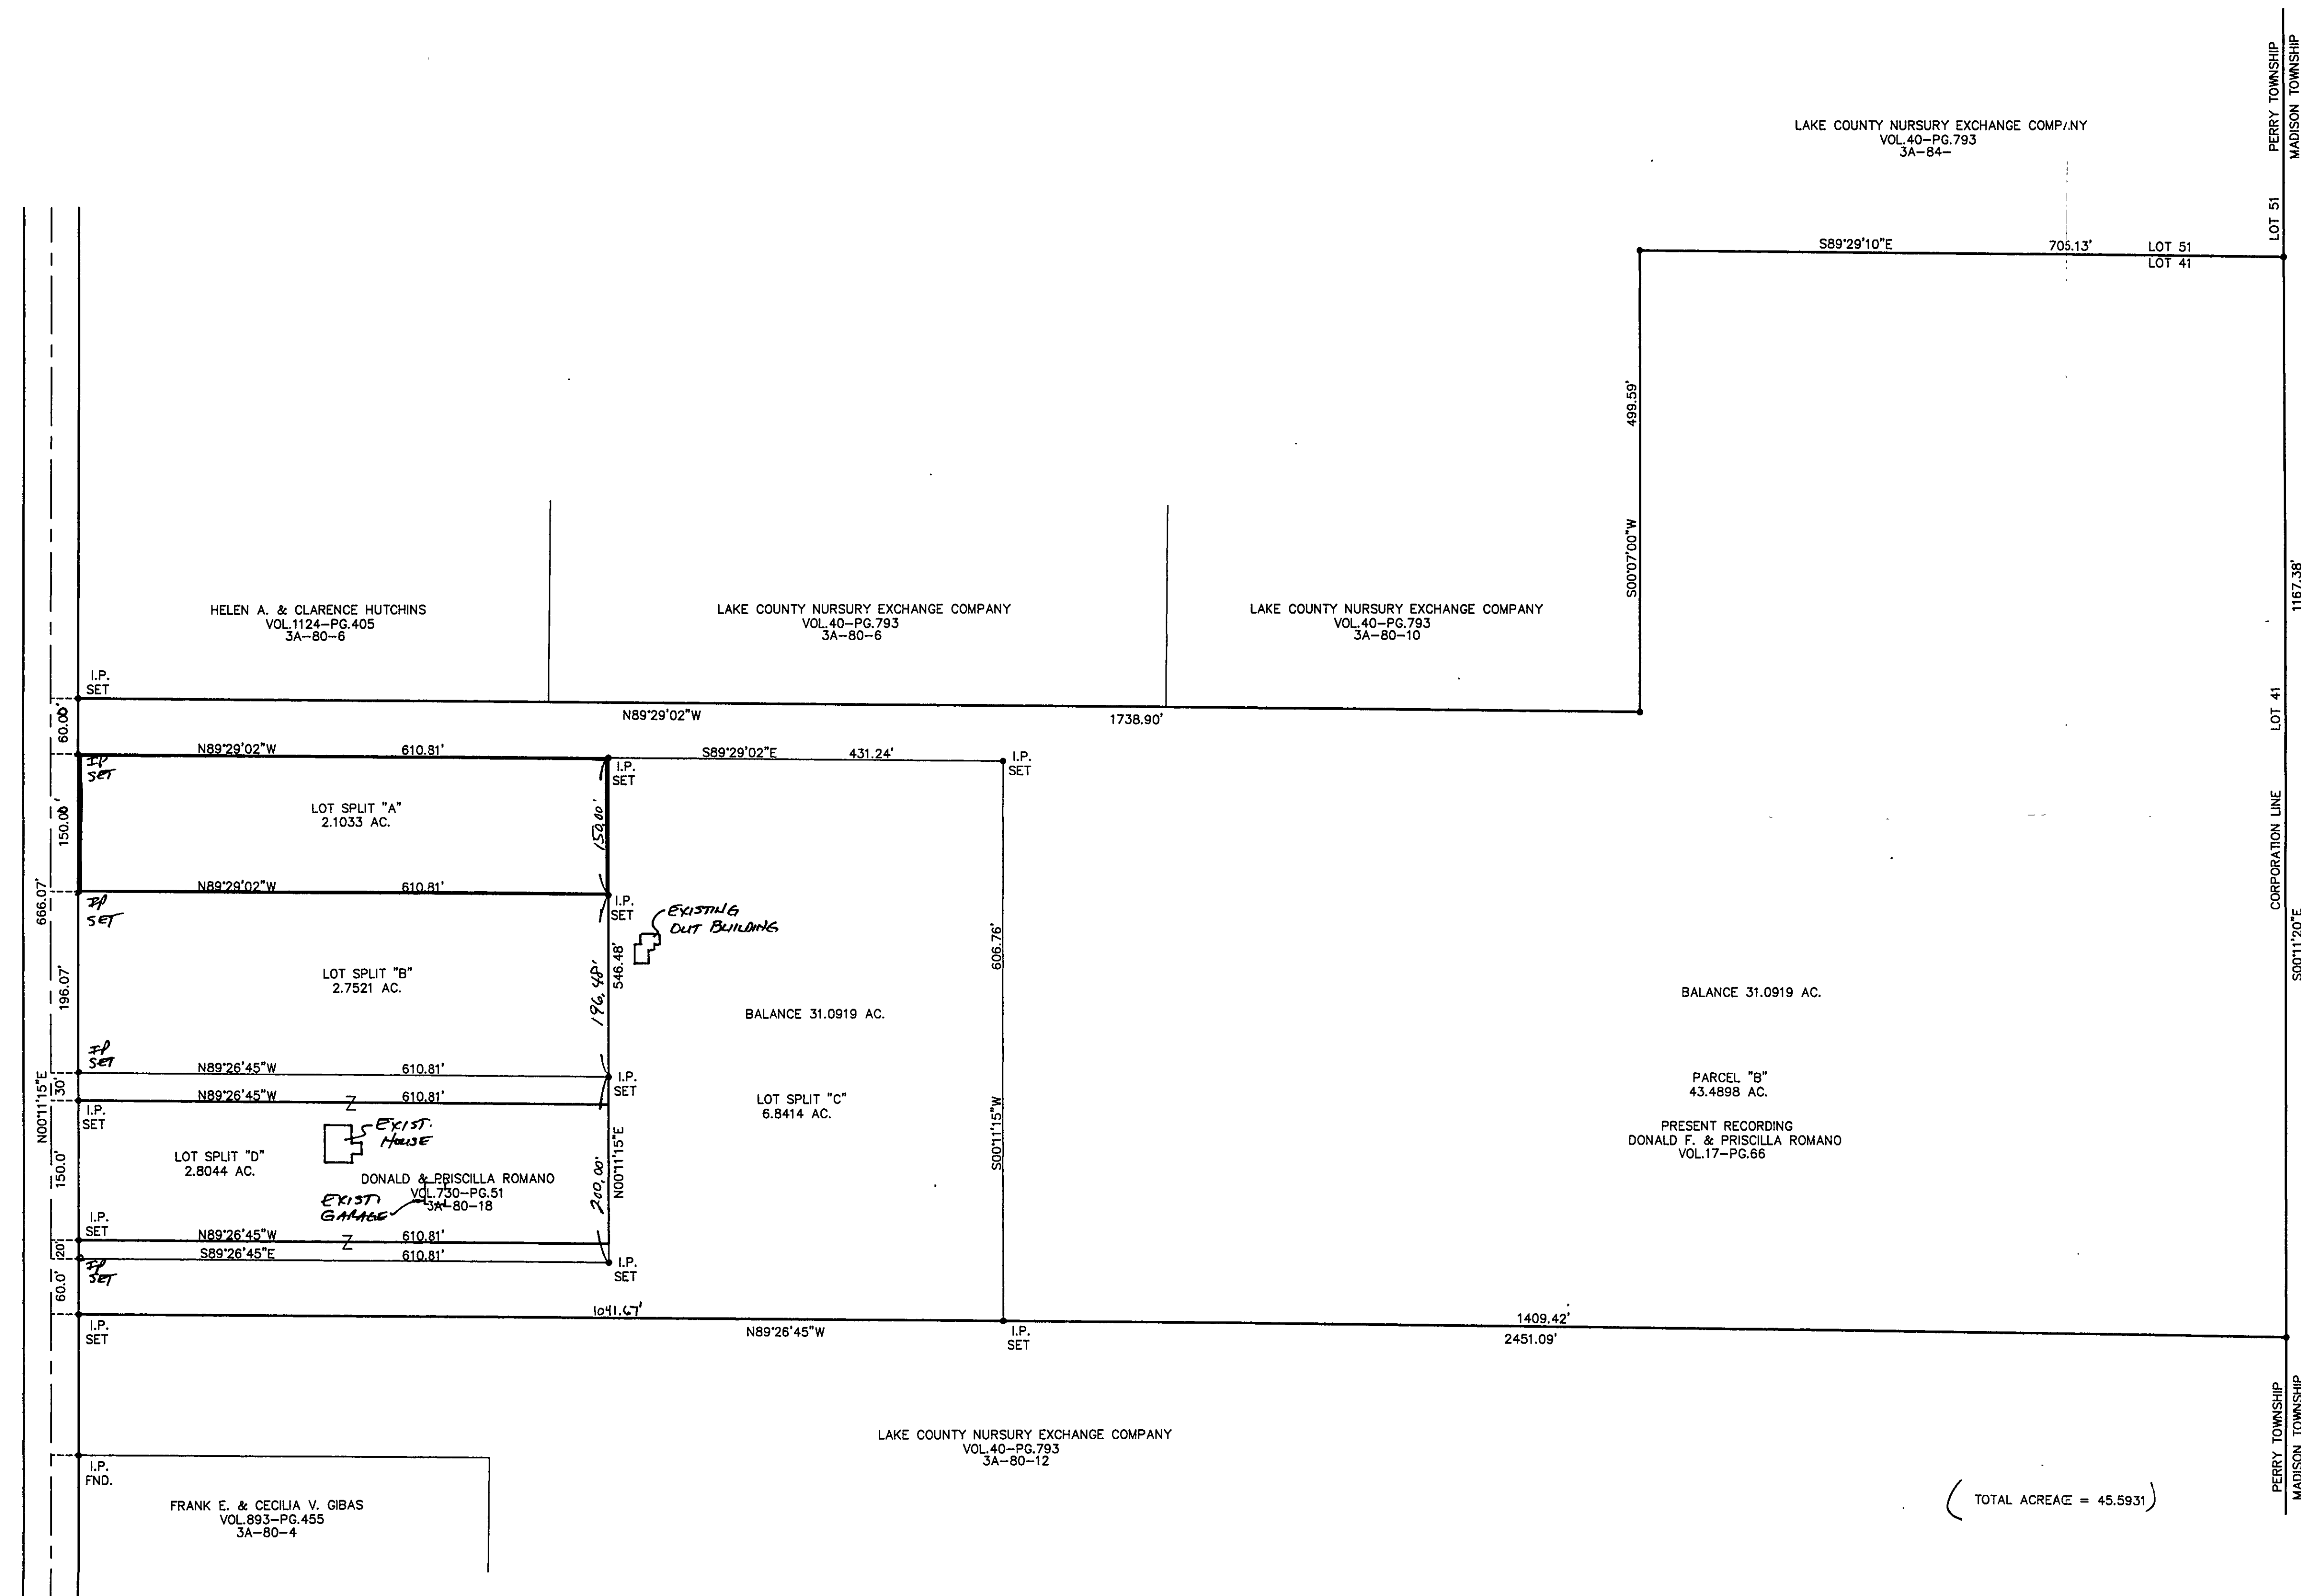 PERRY TOWNSHIP
MADISON TOWNSHIP
LAKE COUNTY NURSURY EXCHANGE COMPANY
VOL.40-PG.793
3A-84-
LOT 51
S89°29'10"E 705.13' LOT 51
LOT 41
499.59'
S00°07'00"W
1167.38'
HELEN A. & CLARENCE HUTCHINS
VOL.1124-PG.405
3A-80-6
LAKE COUNTY NURSURY EXCHANGE COMPANY
VOL.40-PG.793
3A-80-6
LAKE COUNTY NURSURY EXCHANGE COMPANY
VOL.40-PG.793
3A-80-10
I.P.
SET
60.00'
N89°29'02"W 1738.90'
LOT 41
N89°29'02"W 610.81'
S89°29'02"E 431.24'
IP
SET
I.P.
SET
I.P.
SET
150.00'
LOT SPLIT "A"
2.1033 AC.
150.00'
CORPORATION LINE
666.07'
N89°29'02"W 610.81'
IP
SET
I.P.
SET
EXISTING
OUT BUILDING
S00°11'20"E
606.76'
546.48'
196.07'
LOT SPLIT "B"
2.7521 AC.
196.48'
BALANCE 31.0919 AC.
BALANCE 31.0919 AC.
IP
SET
N89°26'45"W 610.81'
I.P.
SET
N00°11'15"E
30'
N89°26'45"W 610.81'
Z
I.P.
SET
LOT SPLIT "C"
6.8414 AC.
PARCEL "B"
43.4898 AC.
PRESENT RECORDING
DONALD F. & PRISCILLA ROMANO
VOL.17-PG.66
S00°11'15"W
EXIST.
HOUSE
150.0'
LOT SPLIT "D"
2.8044 AC.
DONALD & PRISCILLA ROMANO
VOL.730-PG.51
3A-80-18
EXIST.
GARAGE
200.00'
N00°11'15"E
I.P.
SET
N89°26'45"W 610.81'
Z
20'
S89°26'45"E 610.81'
IP
SET
I.P.
SET
60.0'
1041.67'
N89°26'45"W
1409.42'
2451.09'
I.P.
SET
I.P.
SET
PERRY TOWNSHIP
MADISON TOWNSHIP
LAKE COUNTY NURSURY EXCHANGE COMPANY
VOL.40-PG.793
3A-80-12
I.P.
FND.
FRANK E. & CECILIA V. GIBAS
VOL.893-PG.455
3A-80-4
(TOTAL ACREAGE = 45.5931)